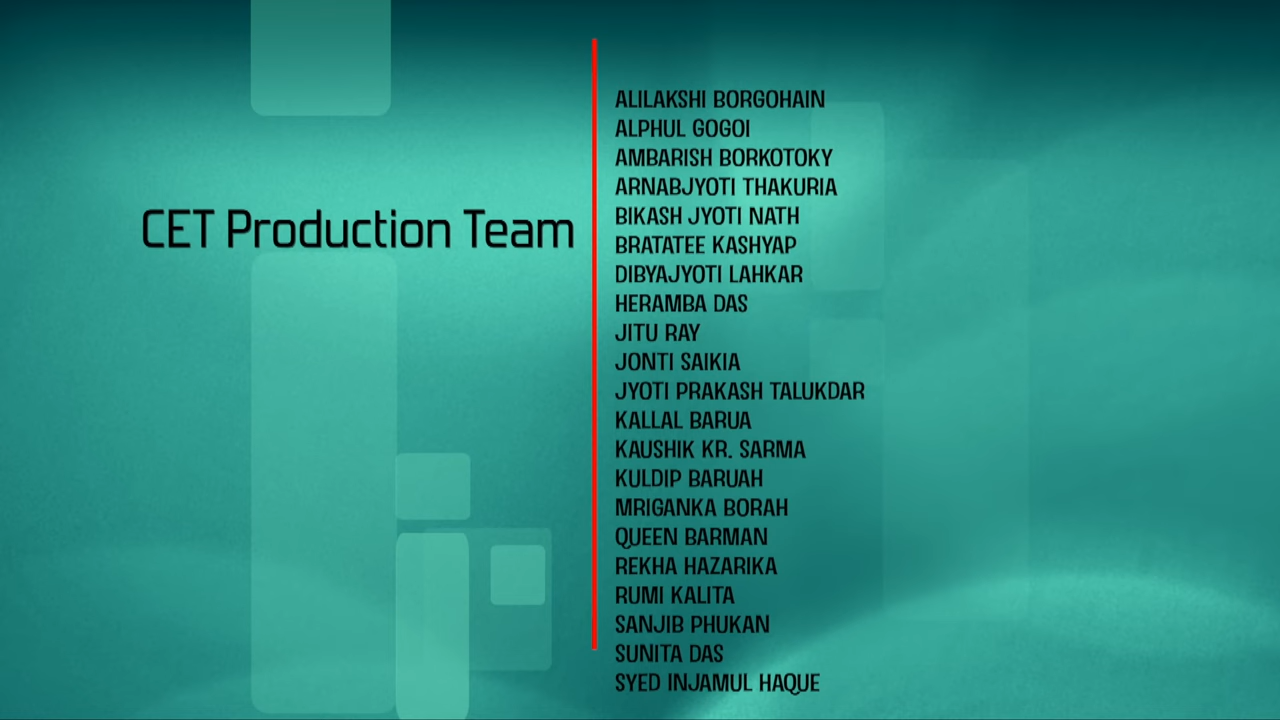 CET Production Team
ALILAKSHI BORGOHAIN
ALPHUL GOGOI
AMBARISH BORKOTOKY
ARNABJYOTI THAKURIA
BIKASH JYOTI NATH
BRATATEE KASHYAP
DIBYAJYOTI LAHKAR
HERAMBA DAS
JITU RAY
JONTI SAIKIA
JYOTI PRAKASH TALUKDAR
KALLAL BARUA
KAUSHIK KR. SARMA
KULDIP BARUAH
MRIGANKA BORAH
QUEEN BARMAN
REKHA HAZARIKA
RUMI KALITA
SANJIB PHUKAN
SUNITA DAS
SYED INJAMUL HAQUE